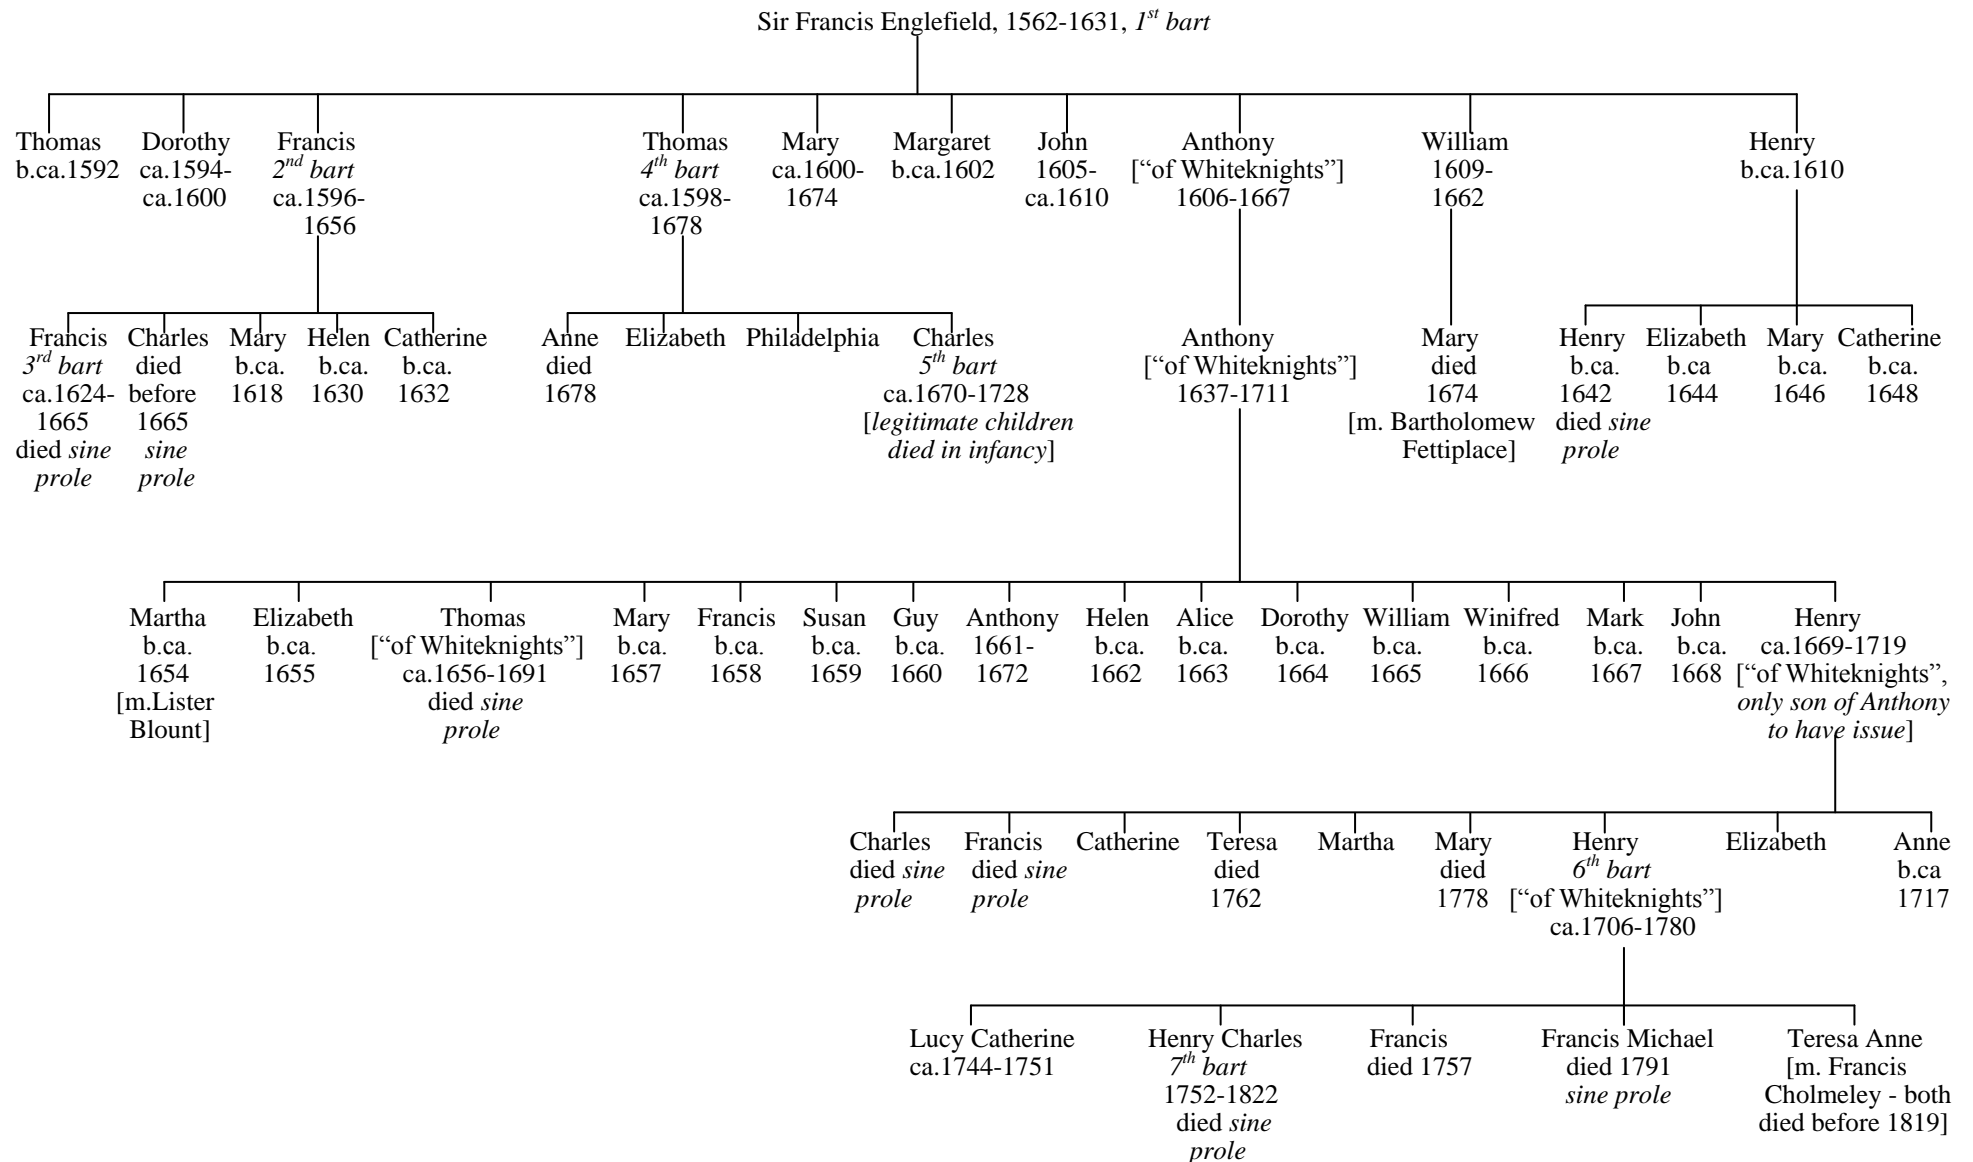 Sir Francis Englefield, 1562-1631, 1st bart
Thomas
b.ca.1592
Dorothy
ca.1594-
ca.1600
Francis
2nd bart
ca.1596-
1656
Thomas
4th bart
ca.1598-
1678
Mary
ca.1600-
1674
Margaret
b.ca.1602
John
1605-
ca.1610
Anthony
[“of Whiteknights”]
1606-1667
William
1609-
1662
Henry
b.ca.1610
Francis
3rd bart
ca.1624-
1665
died sine
prole
Charles
died
before
1665
sine
prole
Mary
b.ca.
1618
Helen
b.ca.
1630
Catherine
b.ca.
1632
Anne
died
1678
Elizabeth
Philadelphia
Charles
5th bart
ca.1670-1728
[legitimate children
died in infancy]
Anthony
[“of Whiteknights”]
1637-1711
Mary
died
1674
[m. Bartholomew
Fettiplace]
Henry
b.ca.
1642
died sine
prole
Elizabeth
b.ca
1644
Mary
b.ca.
1646
Catherine
b.ca.
1648
Martha
b.ca.
1654
[m.Lister
Blount]
Elizabeth
b.ca.
1655
Thomas
[“of Whiteknights”]
ca.1656-1691
died sine
prole
Mary
b.ca.
1657
Francis
b.ca.
1658
Susan
b.ca.
1659
Guy
b.ca.
1660
Anthony
1661-
1672
Helen
b.ca.
1662
Alice
b.ca.
1663
Dorothy
b.ca.
1664
William
b.ca.
1665
Winifred
b.ca.
1666
Mark
b.ca.
1667
John
b.ca.
1668
Henry
ca.1669-1719
[“of Whiteknights”,
only son of Anthony
to have issue]
Charles
died sine
prole
Francis
died sine
prole
Catherine
Teresa
died
1762
Martha
Mary
died
1778
Henry
6th bart
[“of Whiteknights”]
ca.1706-1780
Elizabeth
Anne
b.ca
1717
Lucy Catherine
ca.1744-1751
Henry Charles
7th bart
1752-1822
died sine
prole
Francis
died 1757
Francis Michael
died 1791
sine prole
Teresa Anne
[m. Francis
Cholmeley - both
died before 1819]